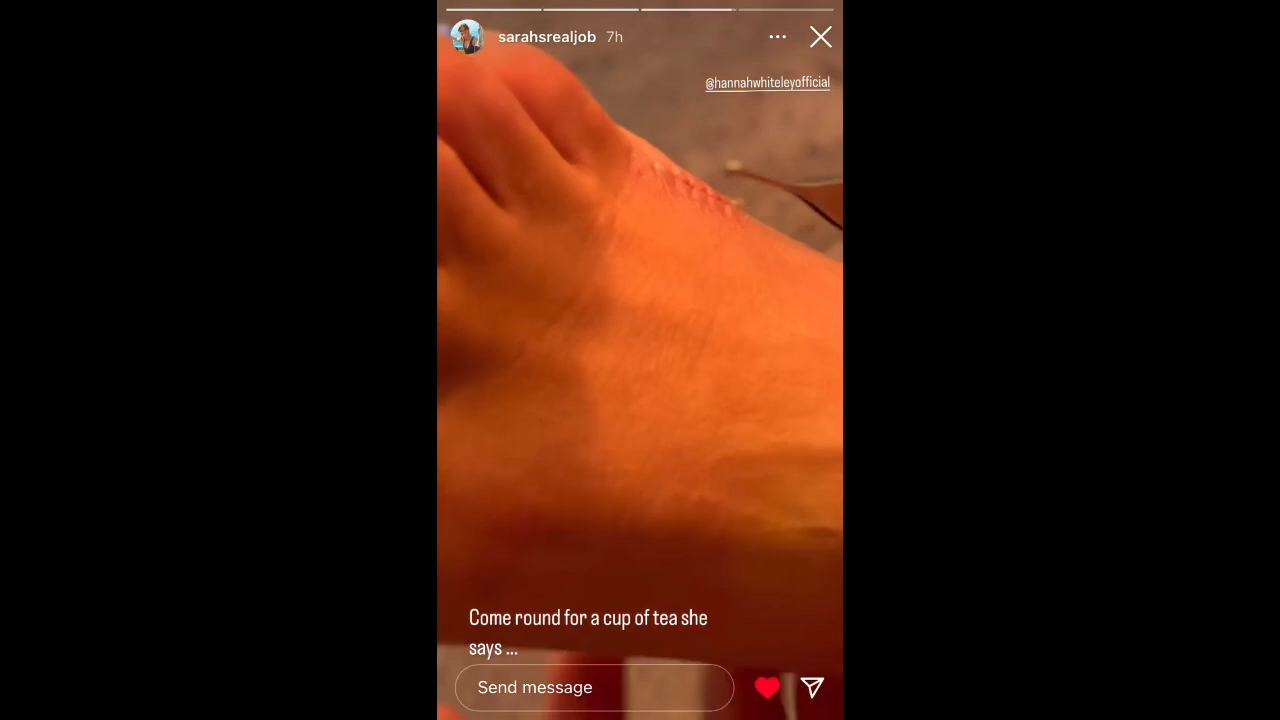 sarahsrealjob 7h
@hannahwhiteleyofficial
Come round for a cup of tea she
says ...
Send message